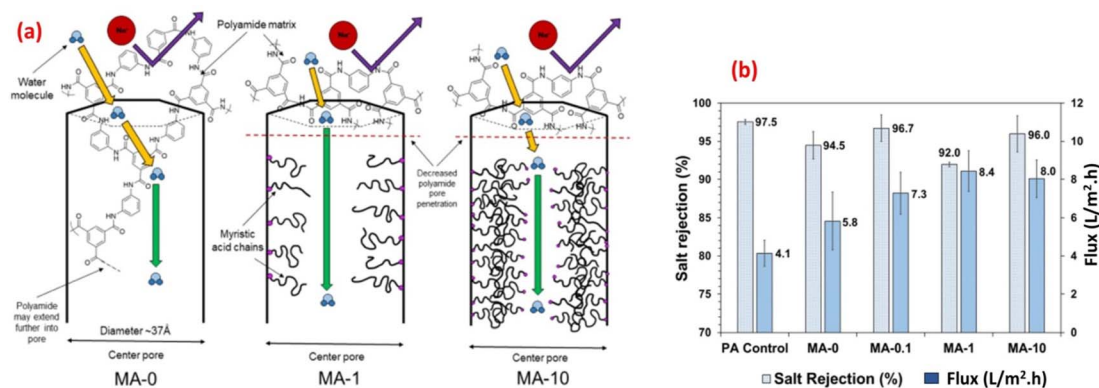 (a)
Water
molecule
Polyamide matrix
Polyamide
may extend
further into
pore
Diameter ~37Å
Center pore
MA-0
Myristic
acid chains
Center pore
MA-1
Decreased
polyamide
pore
penetration
Center pore
MA-10
(b)
Salt rejection (%)
100
95
90
85
80
75
70
97.5
4.1
94.5
5.8
96.7
7.3
92.0
8.4
96.0
8.0
12
10
8
6
4
2
0
Flux (L/m².h)
PA Control
MA-0
MA-0.1
MA-1
MA-10
Salt Rejection (%)
Flux (L/m².h)